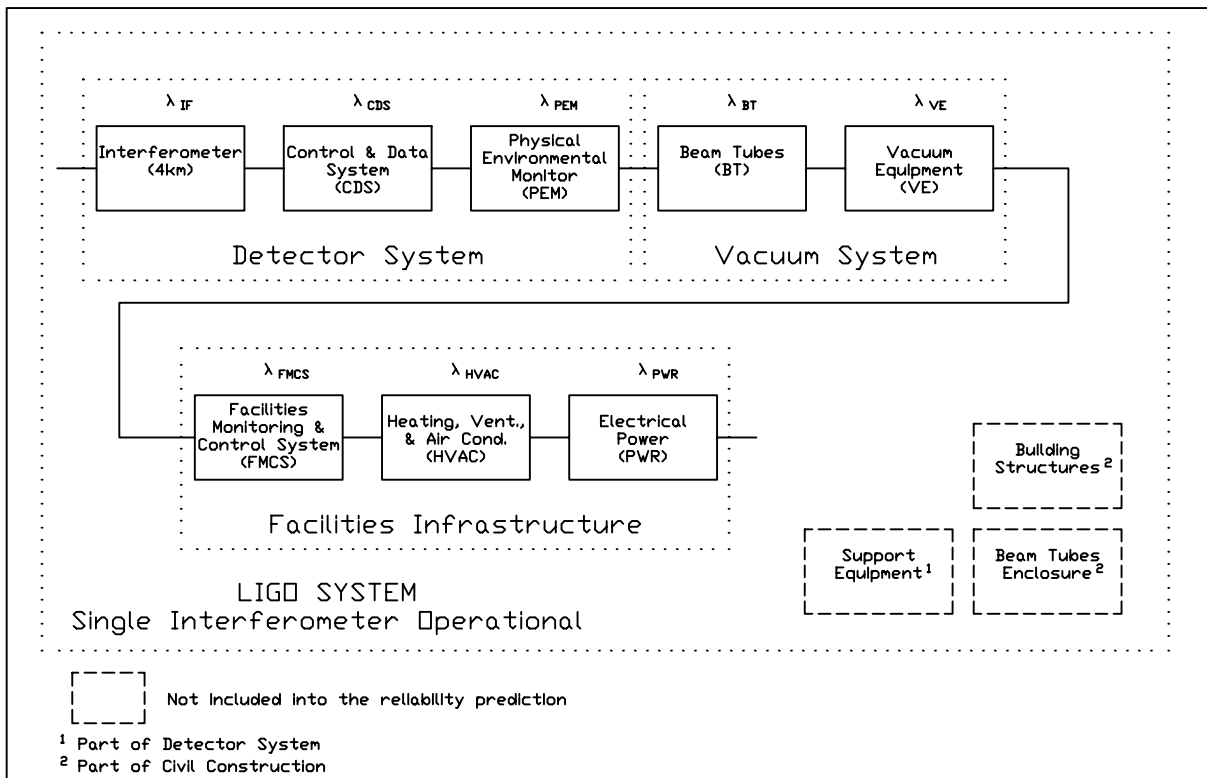 λ IF
λ CDS
λ PEM
λ BT
λ VE
Interferometer
(4km)
Control & Data
System
(CDS)
Physical
Environmental
Monitor
(PEM)
Beam Tubes
(BT)
Vacuum
Equipment
(VE)
Detector System
Vacuum System
λ FMCS
λ HVAC
λ PWR
Facilities
Monitoring &
Control System
(FMCS)
Heating, Vent.,
& Air Cond.
(HVAC)
Electrical
Power
(PWR)
Facilities Infrastructure
Building
Structures 2
Support
Equipment 1
Beam Tubes
Enclosure 2
LIGO SYSTEM
Single Interferometer Operational
Not included into the reliability prediction
1 Part of Detector System
2 Part of Civil Construction